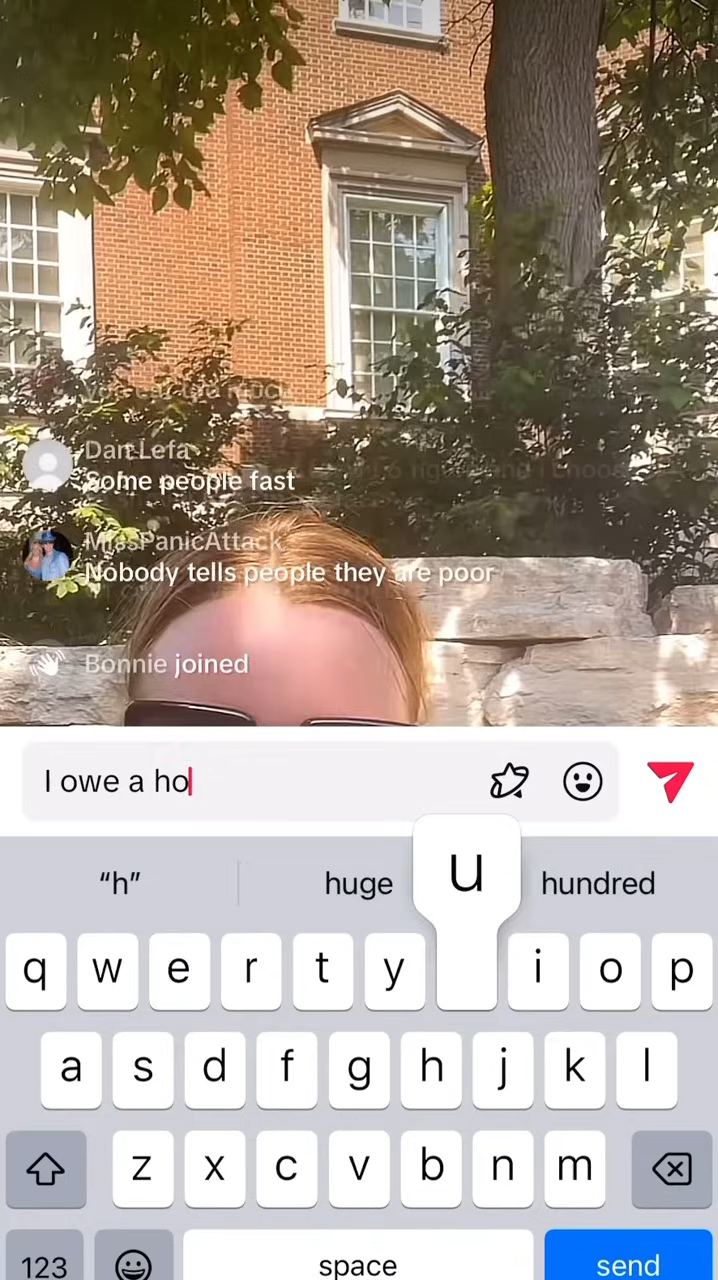 Dan Lefa
Some people fast
MissPanicAttack
Nobody tells people they are poor
Bonnie joined
I owe a ho
“h”
huge
u
hundred
q w e r t y i o p
a s d f g h j k l
z x c v b n m
123
space
send